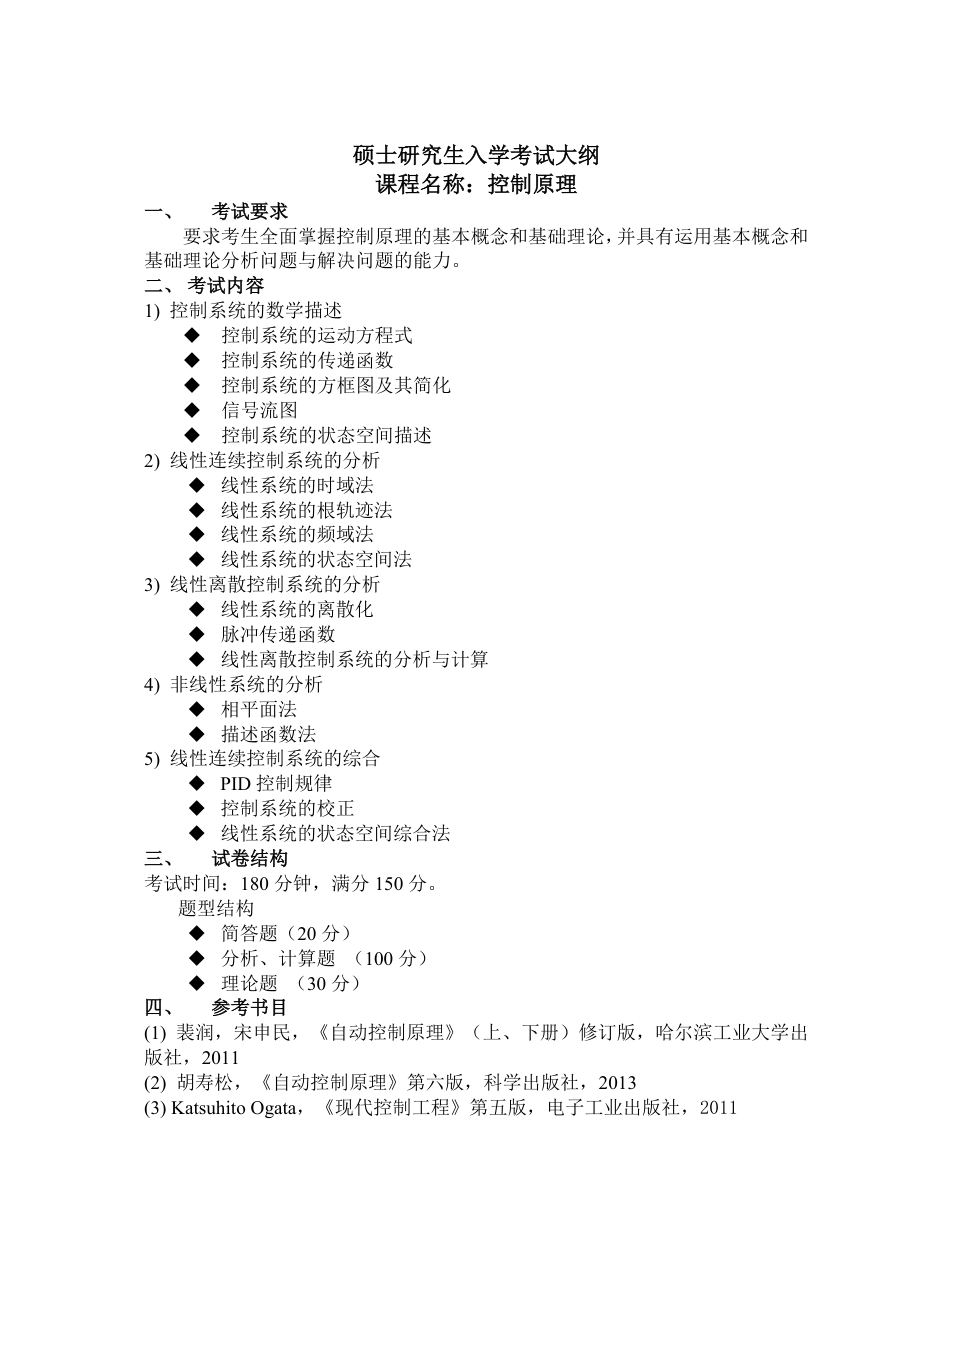 硕士研究生入学考试大纲
课程名称：控制原理
一、 考试要求
要求考生全面掌握控制原理的基本概念和基础理论，并具有运用基本概念和
基础理论分析问题与解决问题的能力。
二、 考试内容
1) 控制系统的数学描述
◆ 控制系统的运动方程式
◆ 控制系统的传递函数
◆ 控制系统的方框图及其简化
◆ 信号流图
◆ 控制系统的状态空间描述
2) 线性连续控制系统的分析
◆ 线性系统的时域法
◆ 线性系统的根轨迹法
◆ 线性系统的频域法
◆ 线性系统的状态空间法
3) 线性离散控制系统的分析
◆ 线性系统的离散化
◆ 脉冲传递函数
◆ 线性离散控制系统的分析与计算
4) 非线性系统的分析
◆ 相平面法
◆ 描述函数法
5) 线性连续控制系统的综合
◆ PID 控制规律
◆ 控制系统的校正
◆ 线性系统的状态空间综合法
三、 试卷结构
考试时间：180 分钟，满分 150 分。
题型结构
◆ 简答题（20 分）
◆ 分析、计算题 （100 分）
◆ 理论题 （30 分）
四、 参考书目
(1) 裴润，宋申民，《自动控制原理》（上、下册）修订版，哈尔滨工业大学出
版社，2011
(2) 胡寿松，《自动控制原理》第六版，科学出版社，2013
(3) Katsuhito Ogata，《现代控制工程》第五版，电子工业出版社，2011